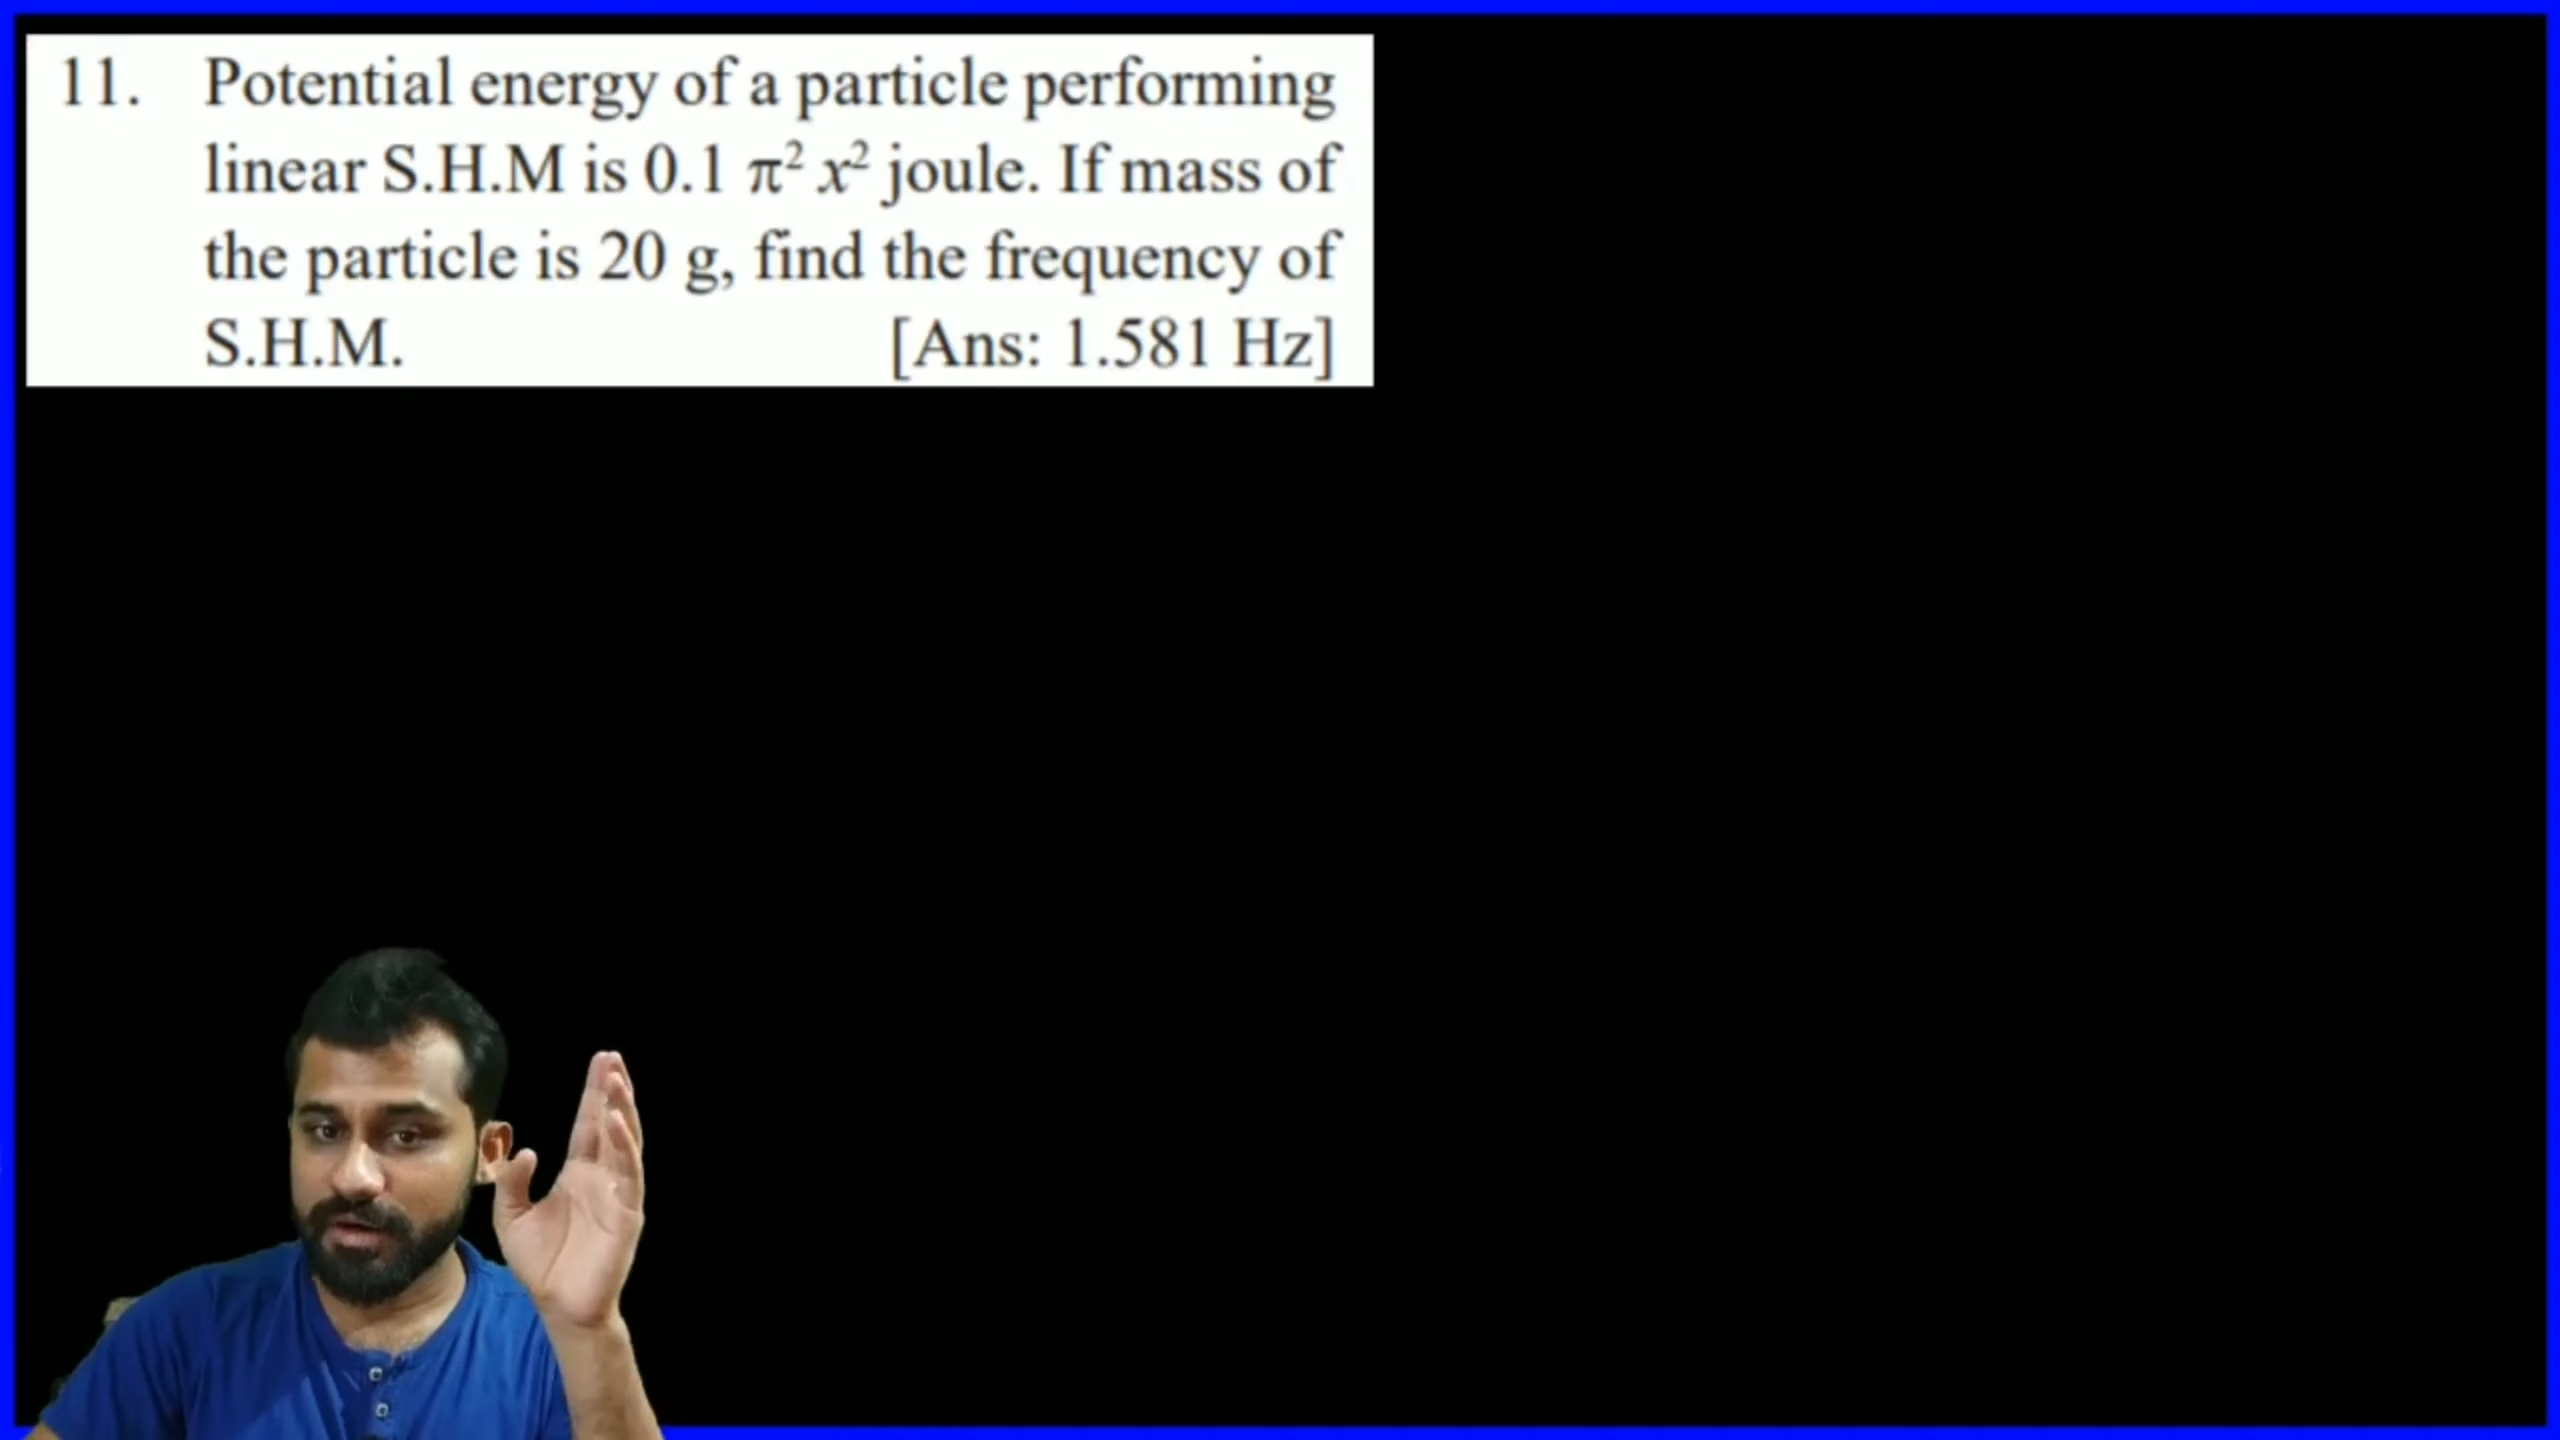 11. Potential energy of a particle performing
linear S.H.M is 0.1 π² x² joule. If mass of
the particle is 20 g, find the frequency of
S.H.M. [Ans: 1.581 Hz]